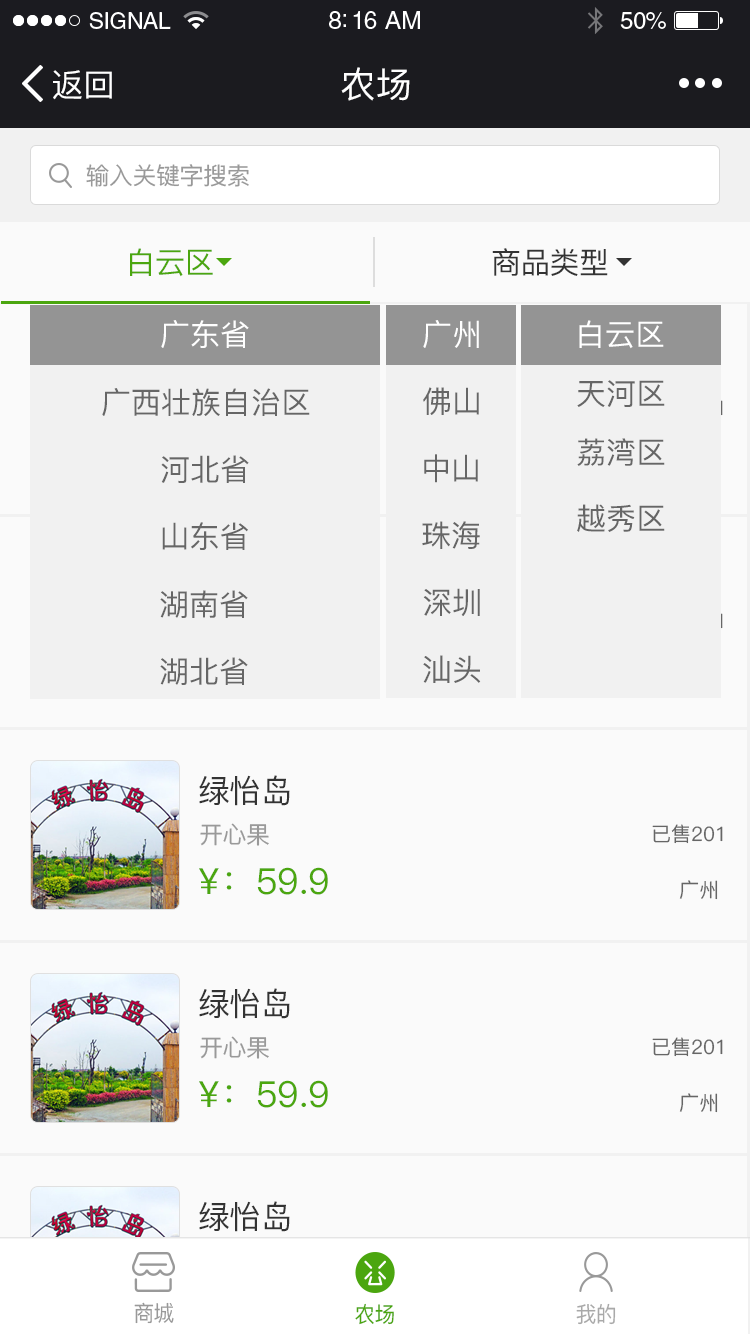 SIGNAL 8:16 AM 50%
返回 农场
输入关键字搜索
白云区 商品类型
广东省 广州 白云区
广西壮族自治区 佛山 天河区
河北省 中山 荔湾区
山东省 珠海 越秀区
湖南省 深圳
湖北省 汕头
绿怡岛
绿怡岛
开心果
已售201
¥：59.9
广州
绿怡岛
绿怡岛
开心果
已售201
¥：59.9
广州
绿怡岛
绿怡岛
商城 农场 我的